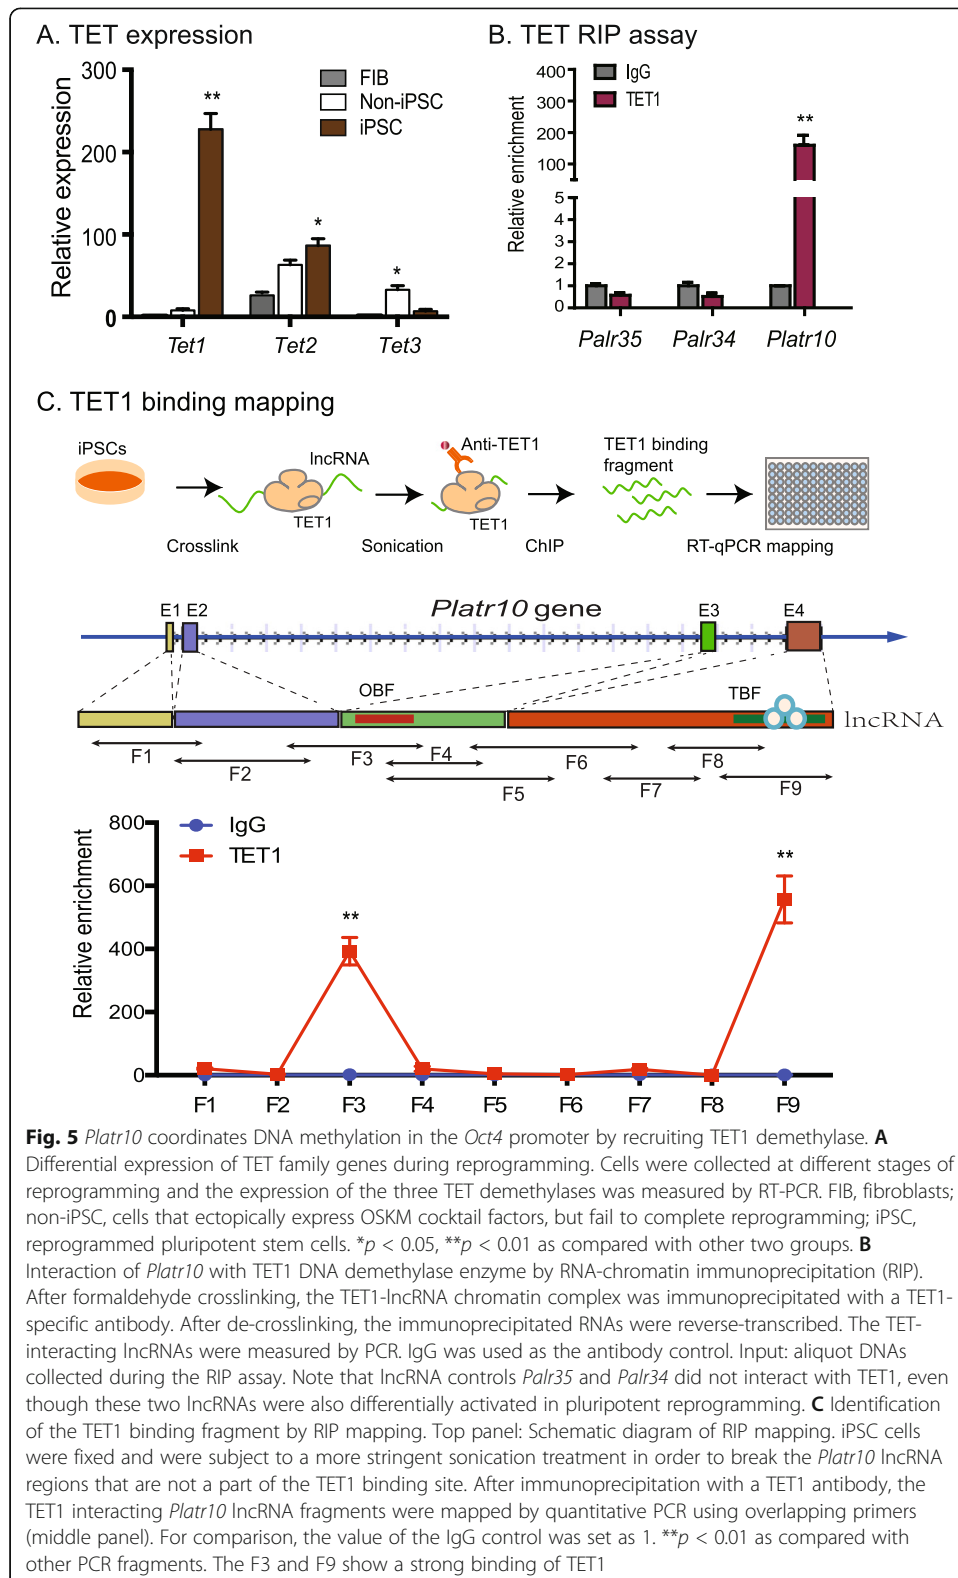 A. TET expression
300
200
100
0
Relative expression
FIB
Non-iPSC
iPSC
**
*
*
Tet1 Tet2 Tet3
B. TET RIP assay
400
300
200
100
5
4
3
2
1
0
Relative enrichment
IgG
TET1
**
Palr35 Palr34 Platr10
C. TET1 binding mapping
iPSCs
Crosslink
lncRNA
TET1
Sonication
Anti-TET1
TET1
ChIP
TET1 binding
fragment
RT-qPCR mapping
Platr10 gene
E1 E2 E3 E4
OBF TBF
lncRNA
F1 F2 F3 F4 F5 F6 F7 F8 F9
800
600
400
200
0
Relative enrichment
IgG
TET1
**
**
F1 F2 F3 F4 F5 F6 F7 F8 F9
Fig. 5 Platr10 coordinates DNA methylation in the Oct4 promoter by recruiting TET1 demethylase. A
Differential expression of TET family genes during reprogramming. Cells were collected at different stages of
reprogramming and the expression of the three TET demethylases was measured by RT-PCR. FIB, fibroblasts;
non-iPSC, cells that ectopically express OSKM cocktail factors, but fail to complete reprogramming; iPSC,
reprogrammed pluripotent stem cells. *p < 0.05, **p < 0.01 as compared with other two groups. B
Interaction of Platr10 with TET1 DNA demethylase enzyme by RNA-chromatin immunoprecipitation (RIP).
After formaldehyde crosslinking, the TET1-lncRNA chromatin complex was immunoprecipitated with a TET1-
specific antibody. After de-crosslinking, the immunoprecipitated RNAs were reverse-transcribed. The TET-
interacting lncRNAs were measured by PCR. IgG was used as the antibody control. Input: aliquot DNAs
collected during the RIP assay. Note that lncRNA controls Palr35 and Palr34 did not interact with TET1, even
though these two lncRNAs were also differentially activated in pluripotent reprogramming. C Identification
of the TET1 binding fragment by RIP mapping. Top panel: Schematic diagram of RIP mapping. iPSC cells
were fixed and were subject to a more stringent sonication treatment in order to break the Platr10 lncRNA
regions that are not a part of the TET1 binding site. After immunoprecipitation with a TET1 antibody, the
TET1 interacting Platr10 lncRNA fragments were mapped by quantitative PCR using overlapping primers
(middle panel). For comparison, the value of the IgG control was set as 1. **p < 0.01 as compared with
other PCR fragments. The F3 and F9 show a strong binding of TET1